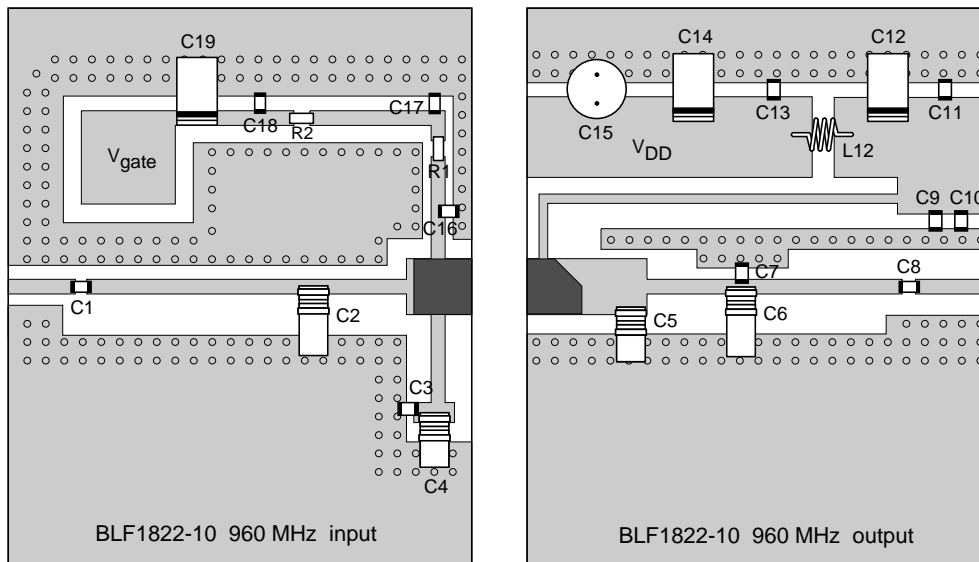 C19
C18
R2
C17
V gate
R1
C16
C1
C2
C3
C4
BLF1822-10 960 MHz input
C14
C12
C15
C13
C11
VDD
L12
C9
C10
C7
C8
C5
C6
BLF1822-10 960 MHz output